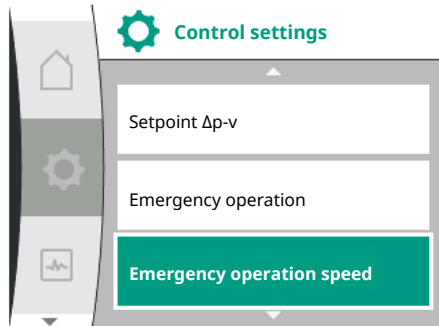 Control settings
Setpoint Δp-v
Emergency operation
Emergency operation speed